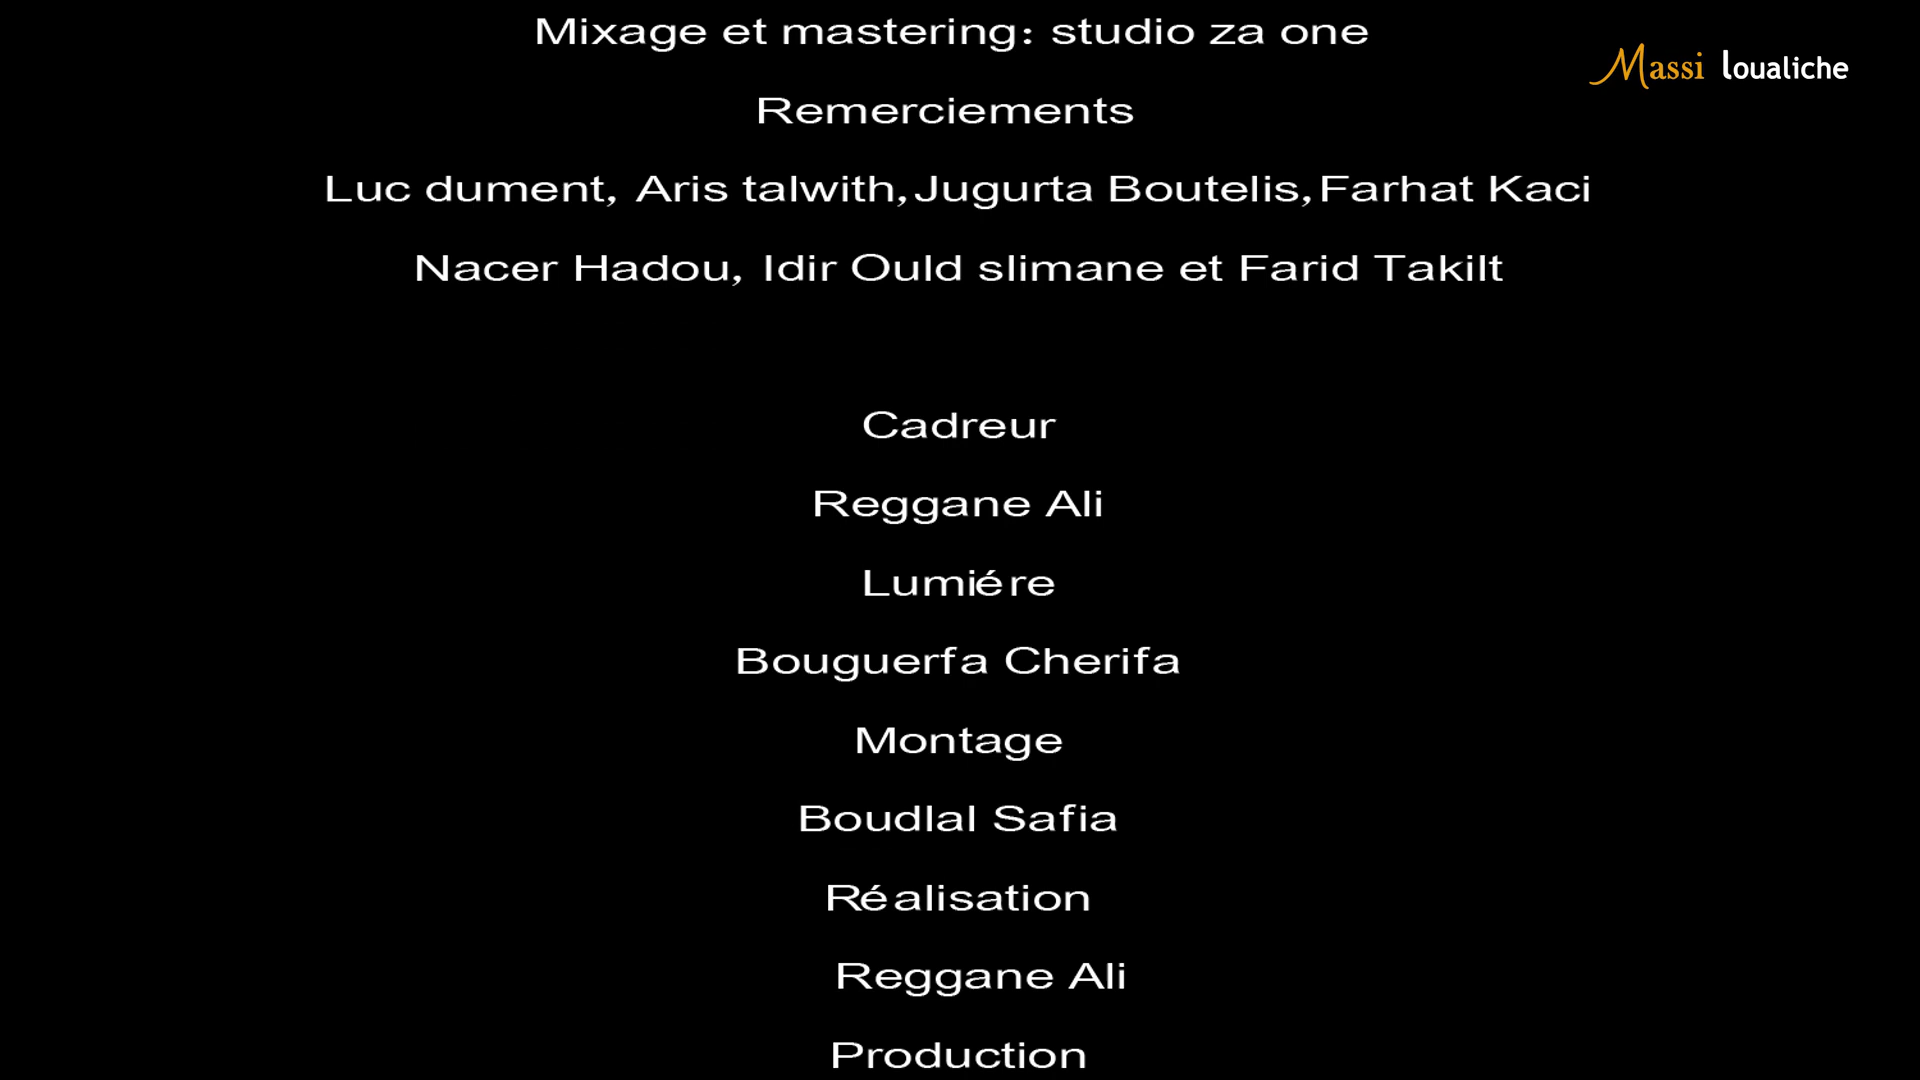 Mixage et mastering: studio za one
Massi loualiche
Remerciements
Luc dument, Aris talwith,Jugurta Boutelis,Farhat Kaci
Nacer Hadou, Idir Ould slimane et Farid Takilt
Cadreur
Reggane Ali
Lumiére
Bouguerfa Cherifa
Montage
Boudlal Safia
Réalisation
Reggane Ali
Production